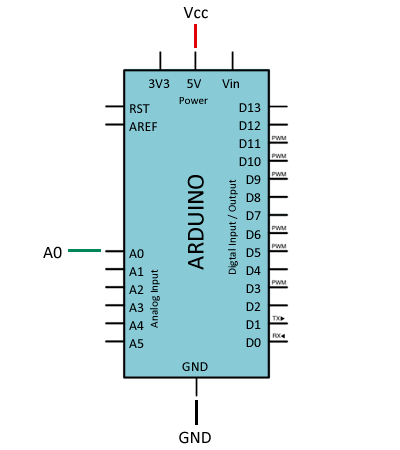 Vcc
3V3 5V Vin
Power
RST D13
AREF D12
D11 PWM
D10 PWM
D9 PWM
D8
D7
D6 PWM
A0 A0 D5 PWM
A1 D4
A2 D3 PWM
A3 D2
A4 D1 TX▶
A5 D0 RX◀
ARDUINO
Digtal Input / Output
Analog Input
GND
GND